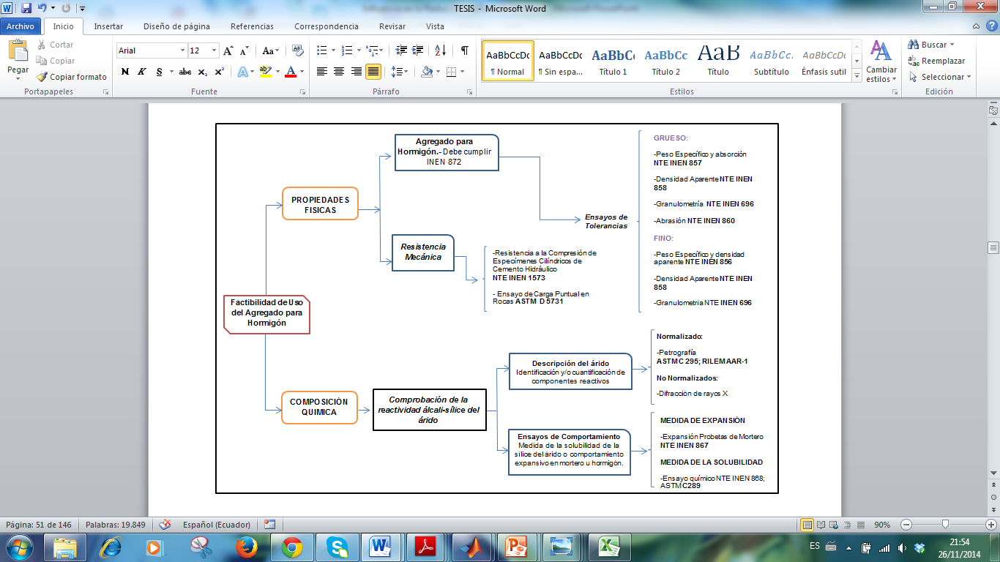 TESIS - Microsoft Word
Archivo
Inicio
Insertar
Diseño de página
Referencias
Correspondencia
Revisar
Vista
Pegar
Cortar
Copiar
Copiar formato
Portapapeles
Arial
12
Fuente
Párrafo
AaBbCcDc
¶ Normal
AaBbCcDc
¶ Sin espa...
AaBbCc
Título 1
AaBbCc
Título 2
AaB
Título
AaBbCc.
Subtítulo
AaBbCcDc
Énfasis sutil
Cambiar
estilos
Estilos
Buscar
Reemplazar
Seleccionar
Edición
Factibilidad de Uso
del Agregado para
Hormigón
PROPIEDADES
FISICAS
Agregado para
Hormigón.- Debe cumplir
INEN 872
Ensayos de
Tolerancias
GRUESO:
-Peso Específico y absorción
NTE INEN 857
-Densidad Aparente NTE INEN
858
-Granulometría NTE INEN 696
-Abrasión NTE INEN 860
FINO:
-Peso Específico y densidad
aparente NTE INEN 856
-Densidad Aparente NTE INEN
858
-Granulometría NTE INEN 696
Resistencia
Mecánica
-Resistencia a la Compresión de
Especímenes Cilíndricos de
Cemento Hidráulico
NTE INEN 1573
- Ensayo de Carga Puntual en
Rocas ASTM D 5731
COMPOSICIÓN
QUIMICA
Comprobación de la
reactividad álcali-sílice del
árido
Descripción del árido
Identificación y/o cuantificación de
componentes reactivos
Normalizado:
-Petrografía
ASTMC 295; RILEMAAR-1
No Normalizados:
-Difracción de rayos X
Ensayos de Comportamiento
Medida de la solubilidad de la
sílice del árido o comportamiento
expansivo en mortero u hormigón.
MEDIDA DE EXPANSIÓN
-Expansión Probetas de Mortero
NTE INEN 867
MEDIDA DE LA SOLUBILIDAD
-Ensayo químico NTE INEN 868;
ASTMC289
Página: 51 de 146
Palabras: 19.849
Español (Ecuador)
90%
ES
21:54
26/11/2014